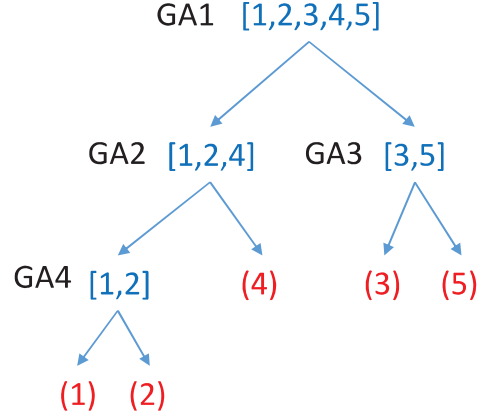 GA1 [1,2,3,4,5]
GA2 [1,2,4] GA3 [3,5]
GA4 [1,2] (4) (3) (5)
(1) (2)